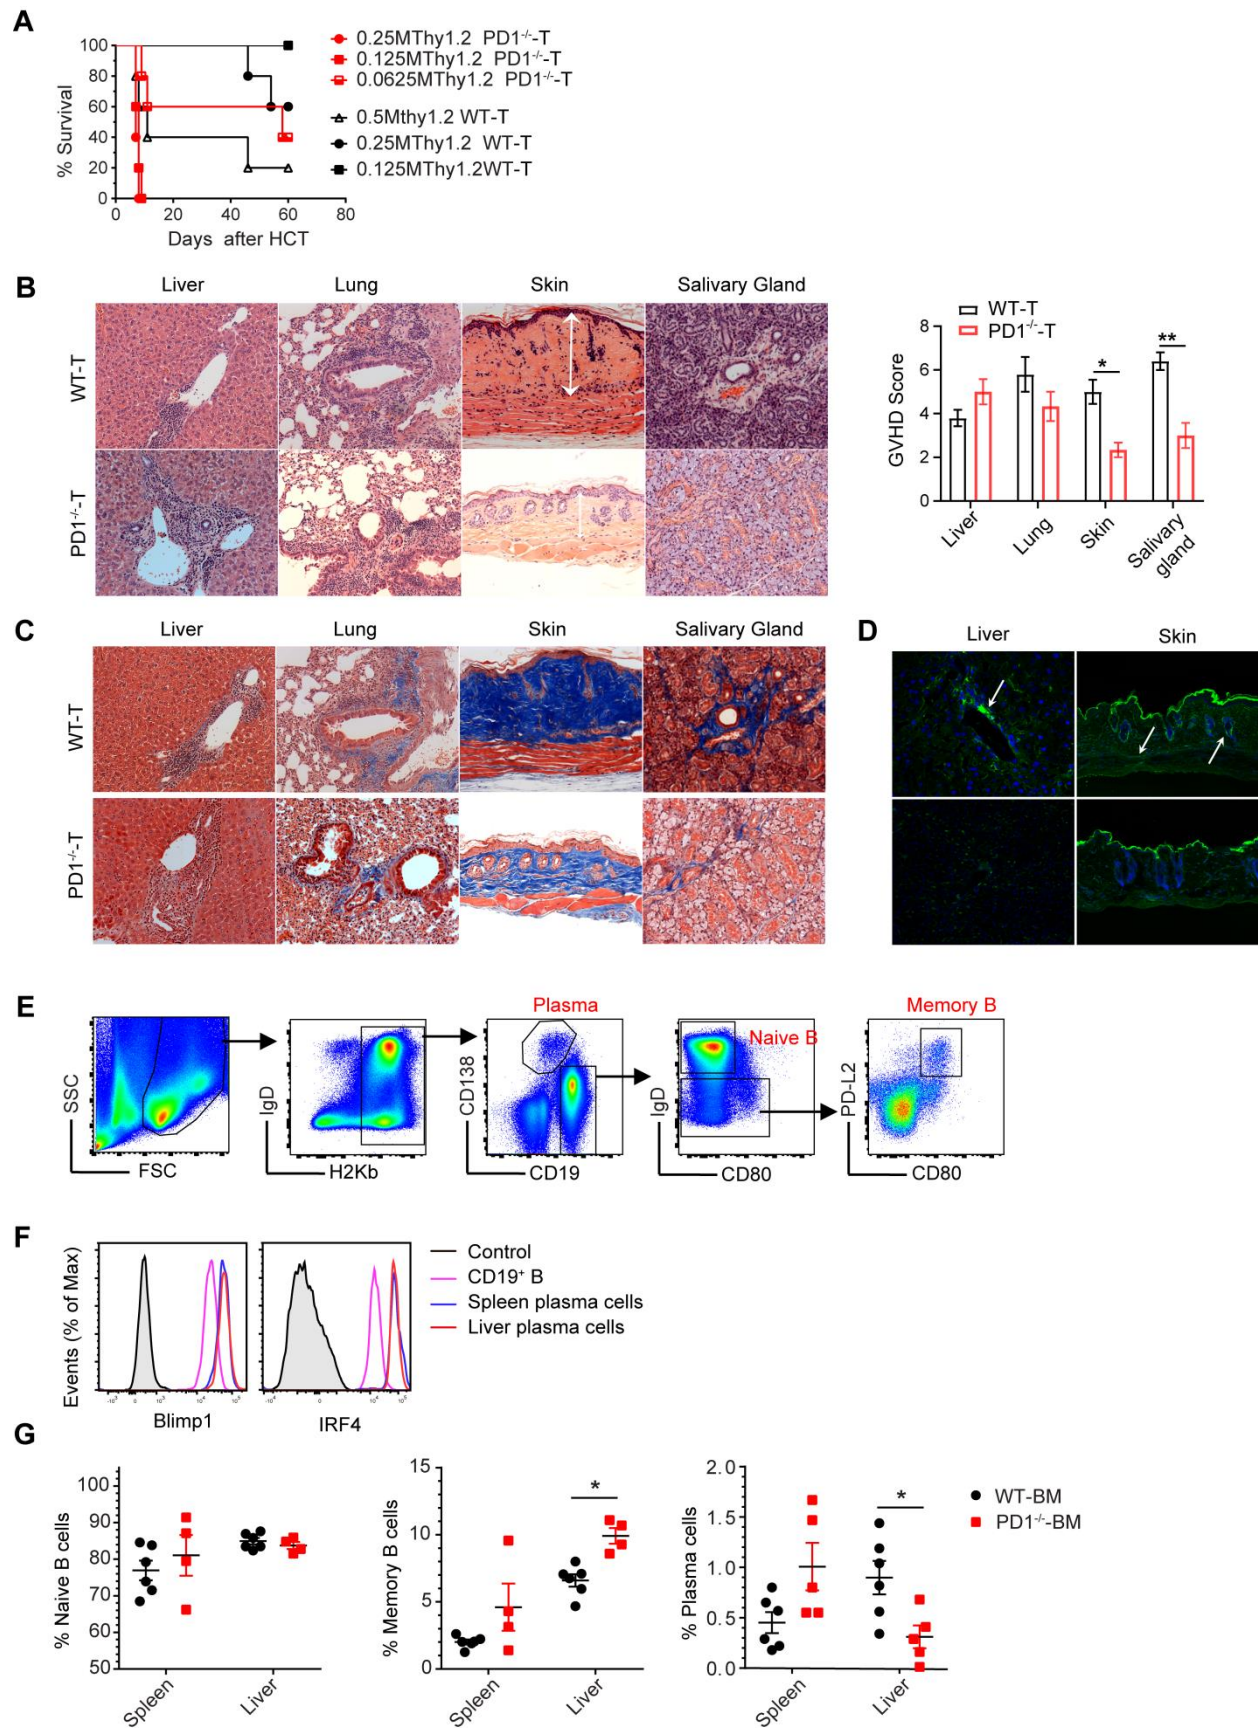 A
% Survival
100
80
60
40
20
0
0 20 40 60 80
Days after HCT
0.25MThy1.2 PD1-/--T
0.125MThy1.2 PD1-/--T
0.0625MThy1.2 PD1-/--T
0.5Mthy1.2 WT-T
0.25MThy1.2 WT-T
0.125MThy1.2WT-T
B
Liver Lung Skin Salivary Gland
WT-T
PD1-/--T
GVHD Score
8
6
4
2
0
WT-T
PD1-/--T
* **
Liver Lung Skin Salivary gland
C
Liver Lung Skin Salivary Gland
WT-T
PD1-/--T
D
Liver Skin
E
Plasma
Naive B
Memory B
SSC
FSC
IgD
H2Kb
CD138
CD19
IgD
CD80
PD-L2
CD80
F
Events (% of Max)
Blimp1
IRF4
Control
CD19+ B
Spleen plasma cells
Liver plasma cells
G
% Naive B cells
100
90
80
70
60
50
Spleen Liver
% Memory B cells
15
10
5
0
*
Spleen Liver
% Plasma cells
2.0
1.5
1.0
0.5
0.0
*
Spleen Liver
WT-BM
PD1-/--BM